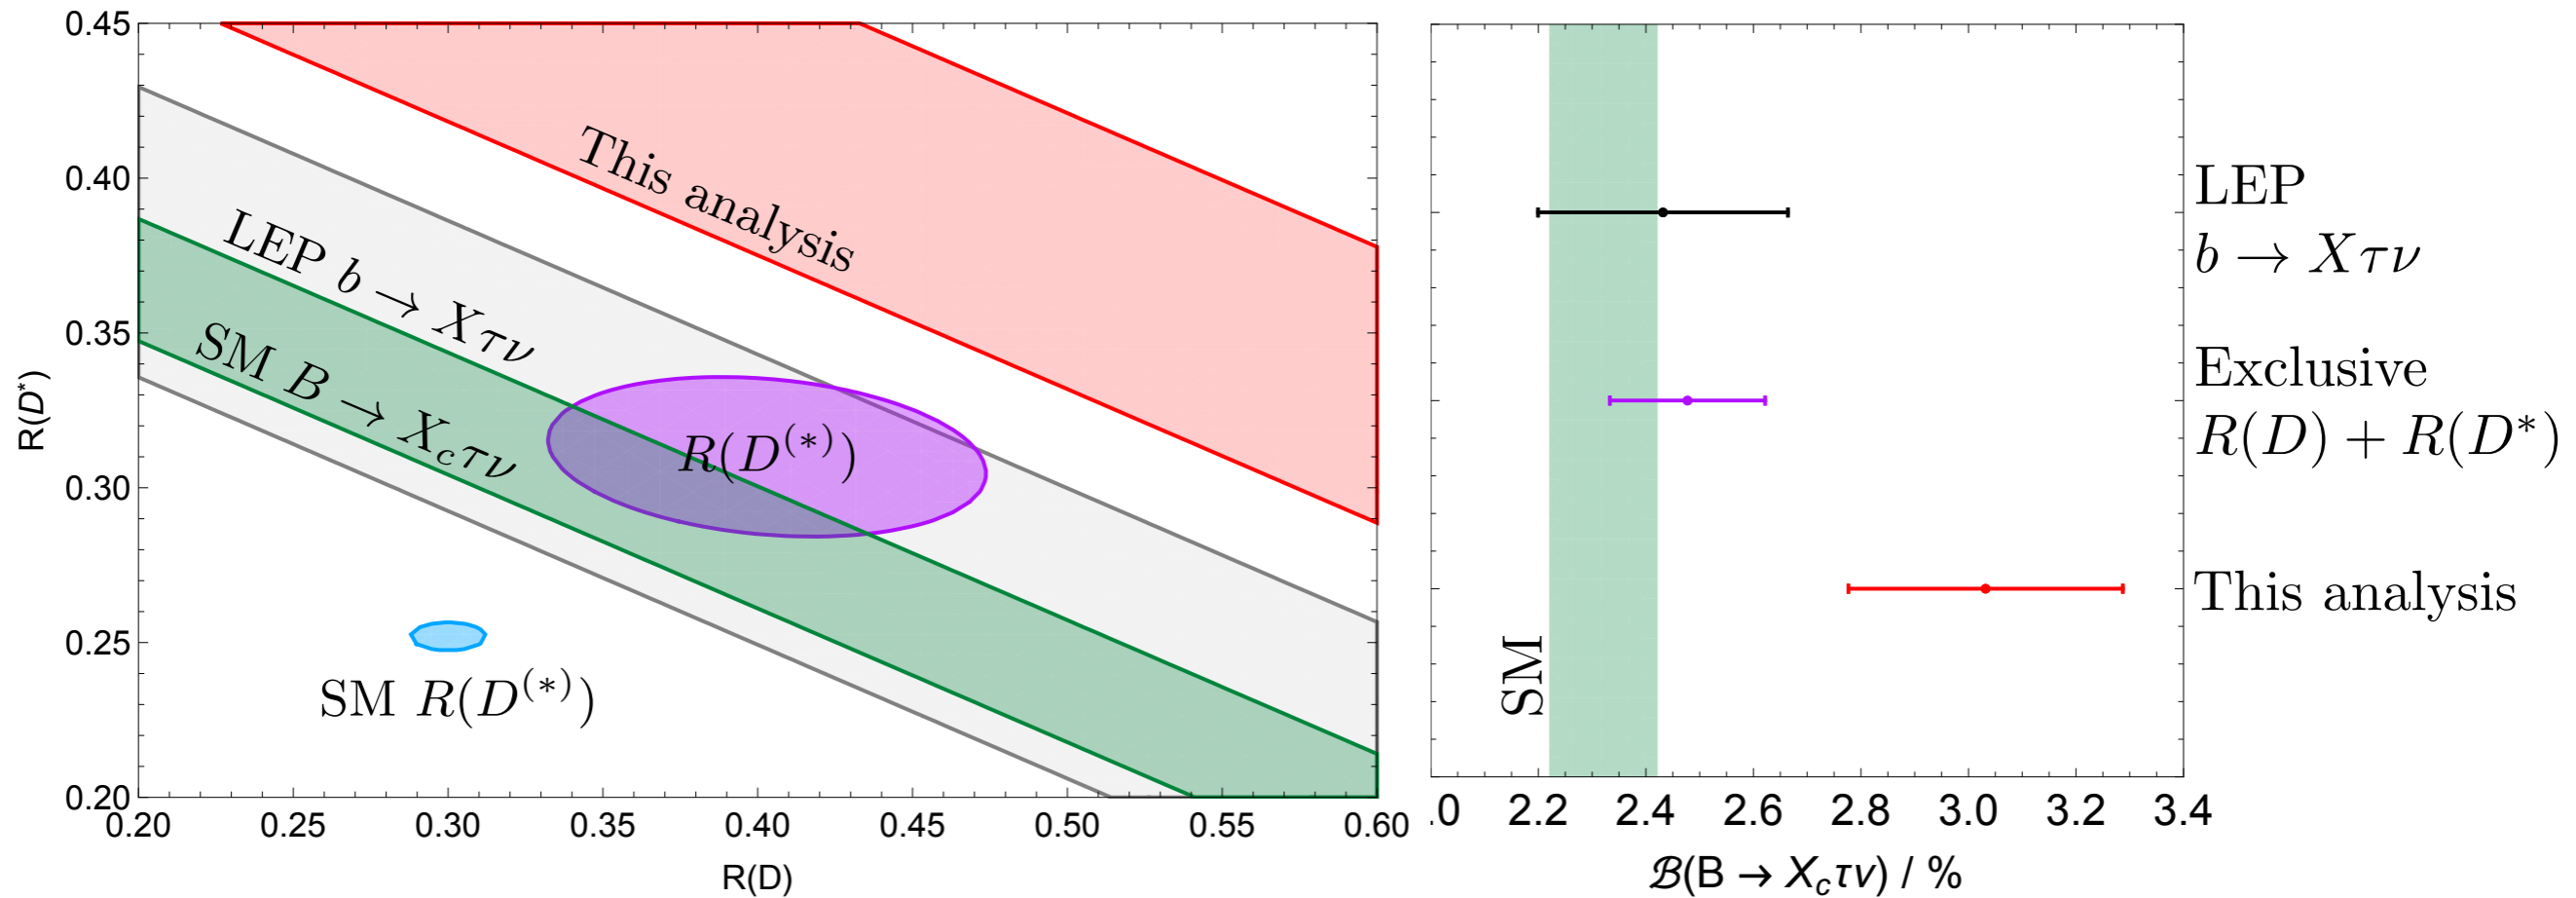 0.45
0.40
0.35
0.30
0.25
0.20
R(D*)
This analysis
LEP b → Xτν
SM B → X_cτν
R(D^(*))
SM R(D^(*))
0.20 0.25 0.30 0.35 0.40 0.45 0.50 0.55 0.60
R(D)
SM
LEP
b → Xτν
Exclusive
R(D) + R(D*)
This analysis
.0 2.2 2.4 2.6 2.8 3.0 3.2 3.4
ℬ(B → X_cτν) / %